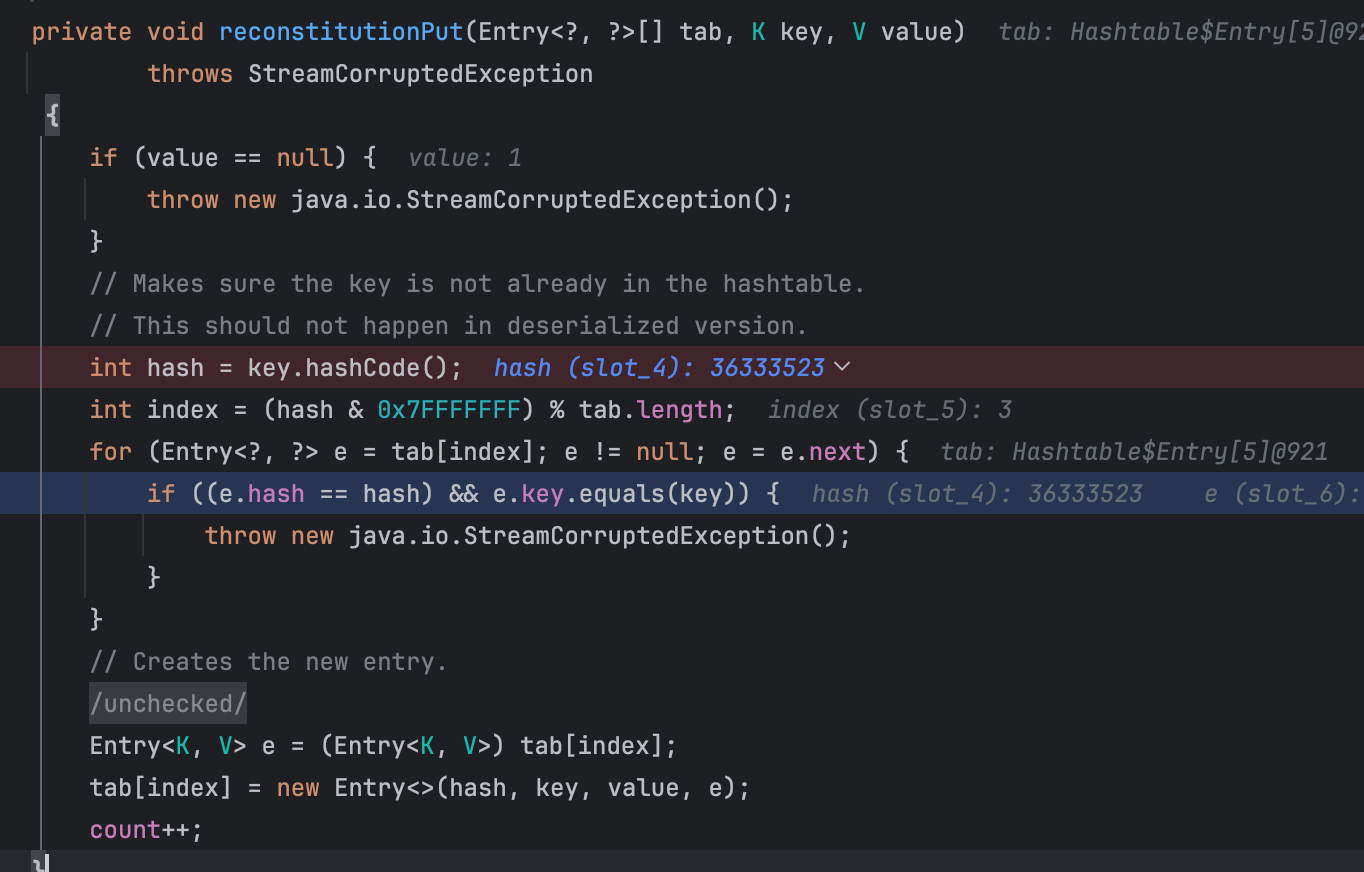 private void reconstitutionPut(Entry<?, ?>[] tab, K key, V value)  tab: Hashtable$Entry[5]@92
throws StreamCorruptedException
{
if (value == null) {  value: 1
throw new java.io.StreamCorruptedException();
}
// Makes sure the key is not already in the hashtable.
// This should not happen in deserialized version.
int hash = key.hashCode();  hash (slot_4): 36333523
int index = (hash & 0x7FFFFFFF) % tab.length;  index (slot_5): 3
for (Entry<?, ?> e = tab[index]; e != null; e = e.next) {  tab: Hashtable$Entry[5]@921
if ((e.hash == hash) && e.key.equals(key)) {  hash (slot_4): 36333523  e (slot_6):
throw new java.io.StreamCorruptedException();
}
}
// Creates the new entry.
/unchecked/
Entry<K, V> e = (Entry<K, V>) tab[index];
tab[index] = new Entry<>(hash, key, value, e);
count++;
}